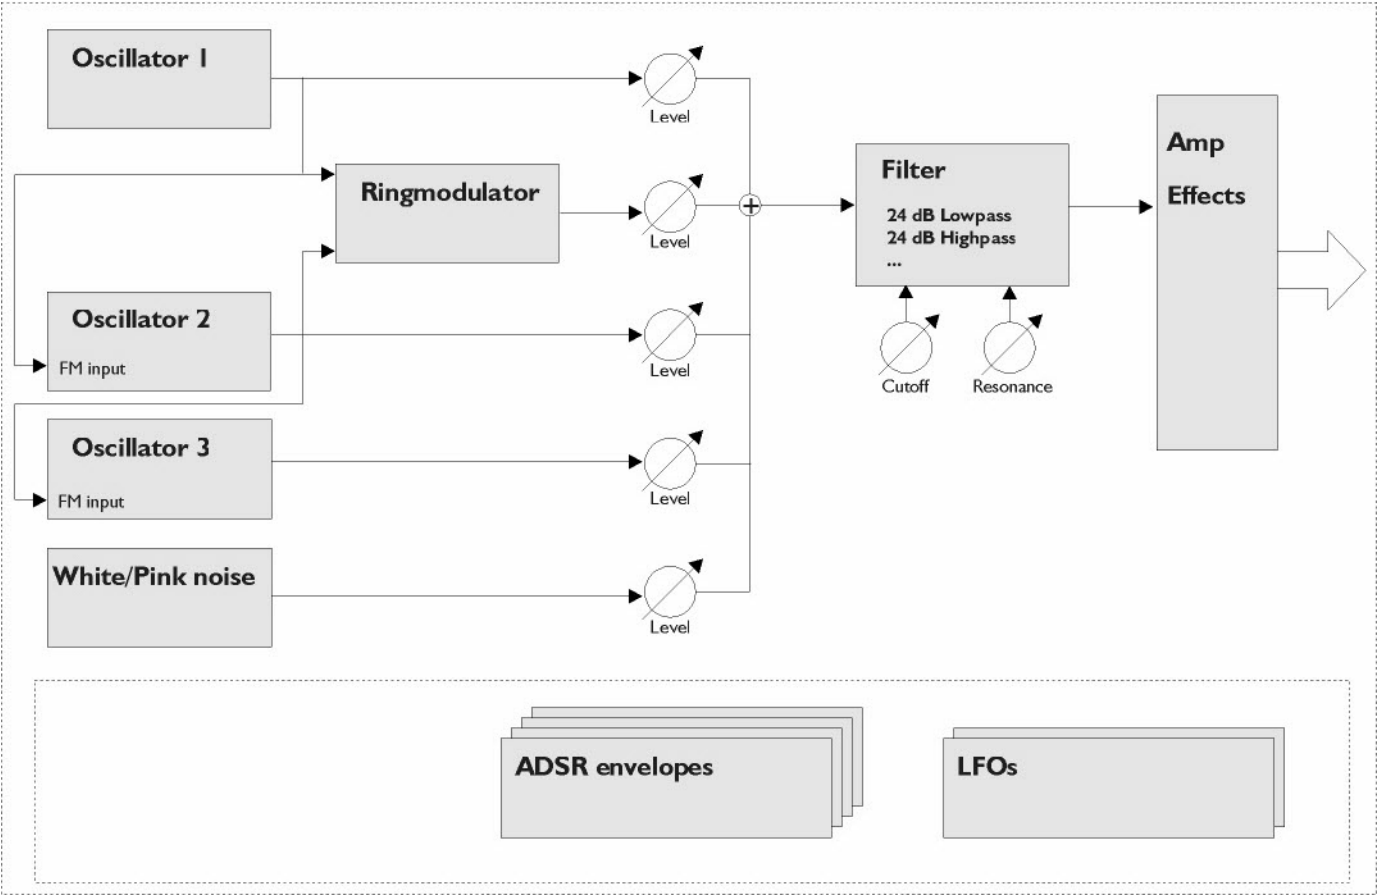 Oscillator 1
Level
Ringmodulator
Level
Oscillator 2
FM input
Level
Oscillator 3
FM input
Level
White/Pink noise
Level
Filter
24 dB Lowpass
24 dB Highpass
...
Cutoff
Resonance
Amp
Effects
ADSR envelopes
LFOs